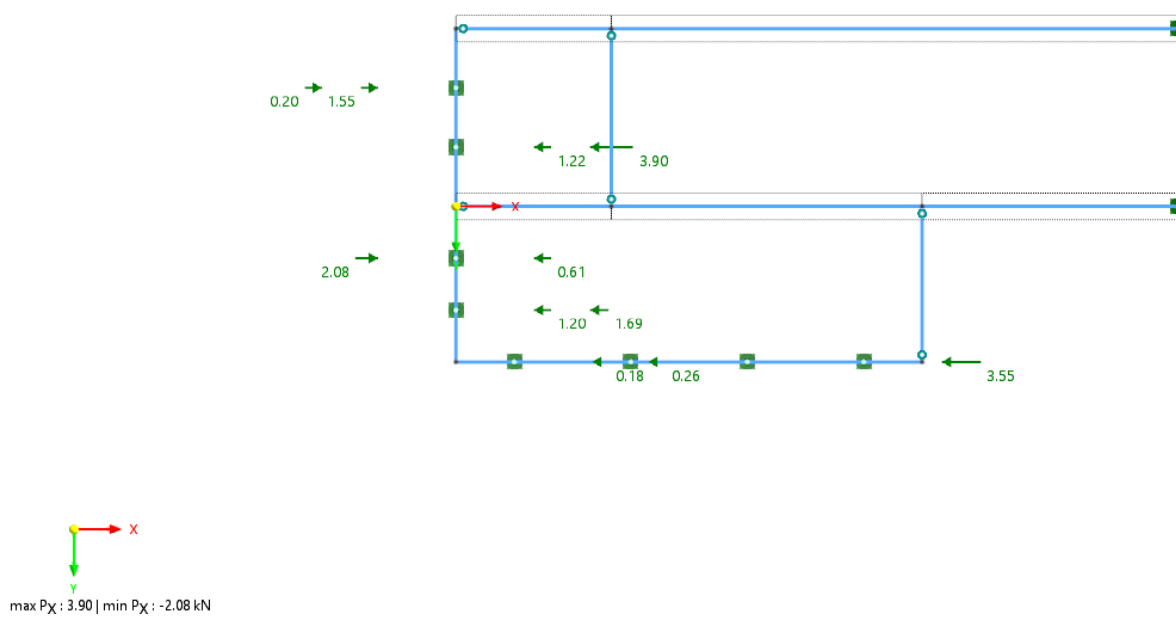 0.20 1.55
1.22 3.90
X
2.08 0.61
1.20 1.69
0.18 0.26 3.55
X
Y
max PX : 3.90 | min PX : -2.08 kN